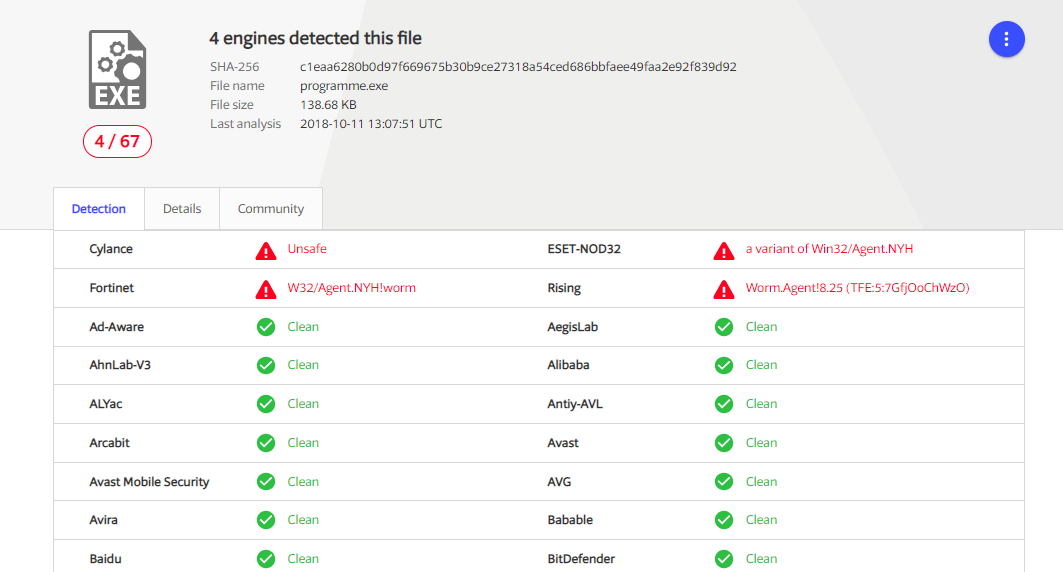 4 engines detected this file
EXE
SHA-256 c1eaa6280b0d97f669675b30b9ce27318a54ced686bbfaee49faa2e92f839d92
File name programme.exe
File size 138.68 KB
Last analysis 2018-10-11 13:07:51 UTC
4 / 67
Detection Details Community
Cylance Unsafe ESET-NOD32 a variant of Win32/Agent.NYH
Fortinet W32/Agent.NYH!worm Rising Worm.Agent!8.25 (TFE:5:7GfjOoChWzO)
Ad-Aware Clean AegisLab Clean
AhnLab-V3 Clean Alibaba Clean
ALYac Clean Antiy-AVL Clean
Arcabit Clean Avast Clean
Avast Mobile Security Clean AVG Clean
Avira Clean Babable Clean
Baidu Clean BitDefender Clean